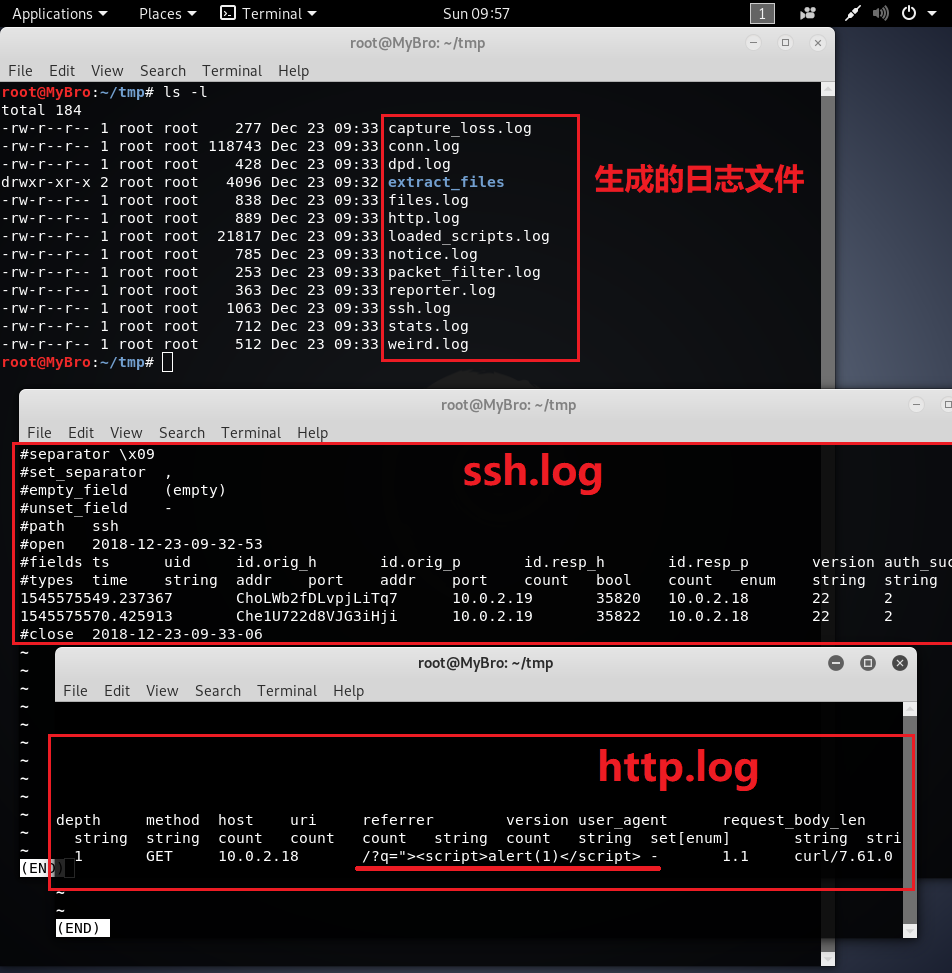 Applications Places Terminal Sun 09:57 1
root@MyBro: ~/tmp
File Edit View Search Terminal Help
root@MyBro:~/tmp# ls -l
total 184
-rw-r--r-- 1 root root 277 Dec 23 09:33 capture_loss.log
-rw-r--r-- 1 root root 118743 Dec 23 09:33 conn.log
-rw-r--r-- 1 root root 428 Dec 23 09:33 dpd.log
drwxr-xr-x 2 root root 4096 Dec 23 09:32 extract_files
-rw-r--r-- 1 root root 838 Dec 23 09:33 files.log
-rw-r--r-- 1 root root 889 Dec 23 09:33 http.log
-rw-r--r-- 1 root root 21817 Dec 23 09:33 loaded_scripts.log
-rw-r--r-- 1 root root 785 Dec 23 09:33 notice.log
-rw-r--r-- 1 root root 253 Dec 23 09:33 packet_filter.log
-rw-r--r-- 1 root root 363 Dec 23 09:33 reporter.log
-rw-r--r-- 1 root root 1063 Dec 23 09:33 ssh.log
-rw-r--r-- 1 root root 712 Dec 23 09:33 stats.log
-rw-r--r-- 1 root root 512 Dec 23 09:33 weird.log
root@MyBro:~/tmp#
生成的日志文件
root@MyBro: ~/tmp
File Edit View Search Terminal Help
ssh.log
#separator \x09
#set_separator ,
#empty_field (empty)
#unset_field -
#path ssh
#open 2018-12-23-09-32-53
#fields ts uid id.orig_h id.orig_p id.resp_h id.resp_p version auth_suc
#types time string addr port addr port count bool count enum string string
1545575549.237367 ChoLWb2fDLvpjLiTq7 10.0.2.19 35820 10.0.2.18 22 2
1545575570.425913 Che1U722d8VJG3iHji 10.0.2.19 35822 10.0.2.18 22 2
#close 2018-12-23-09-33-06
~
~
~
~
~
~
~
~
~
~
~
~
(END)
root@MyBro: ~/tmp
File Edit View Search Terminal Help
http.log
depth method host uri referrer version user_agent request_body_len
string string count count count string count string set[enum] string stri
1 GET 10.0.2.18 /?q="><script>alert(1)</script> - 1.1 curl/7.61.0
~
~
(END)